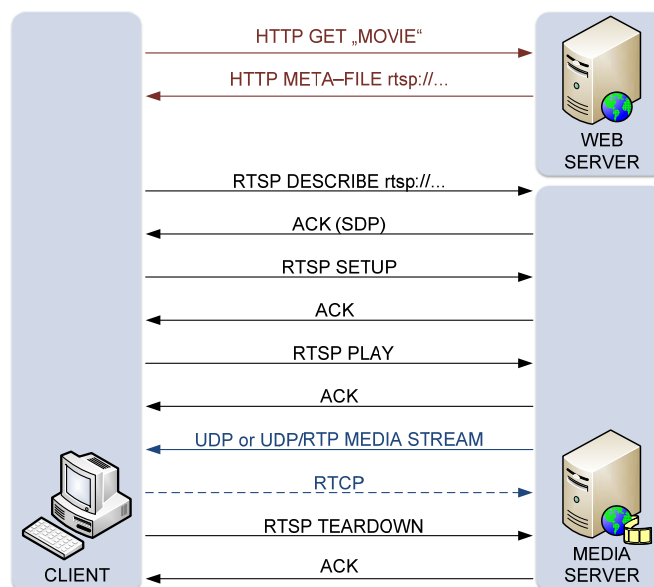 HTTP GET „MOVIE“
HTTP META–FILE rtsp://...
WEB
SERVER
RTSP DESCRIBE rtsp://...
ACK (SDP)
RTSP SETUP
ACK
RTSP PLAY
ACK
UDP or UDP/RTP MEDIA STREAM
RTCP
RTSP TEARDOWN
ACK
CLIENT
MEDIA
SERVER